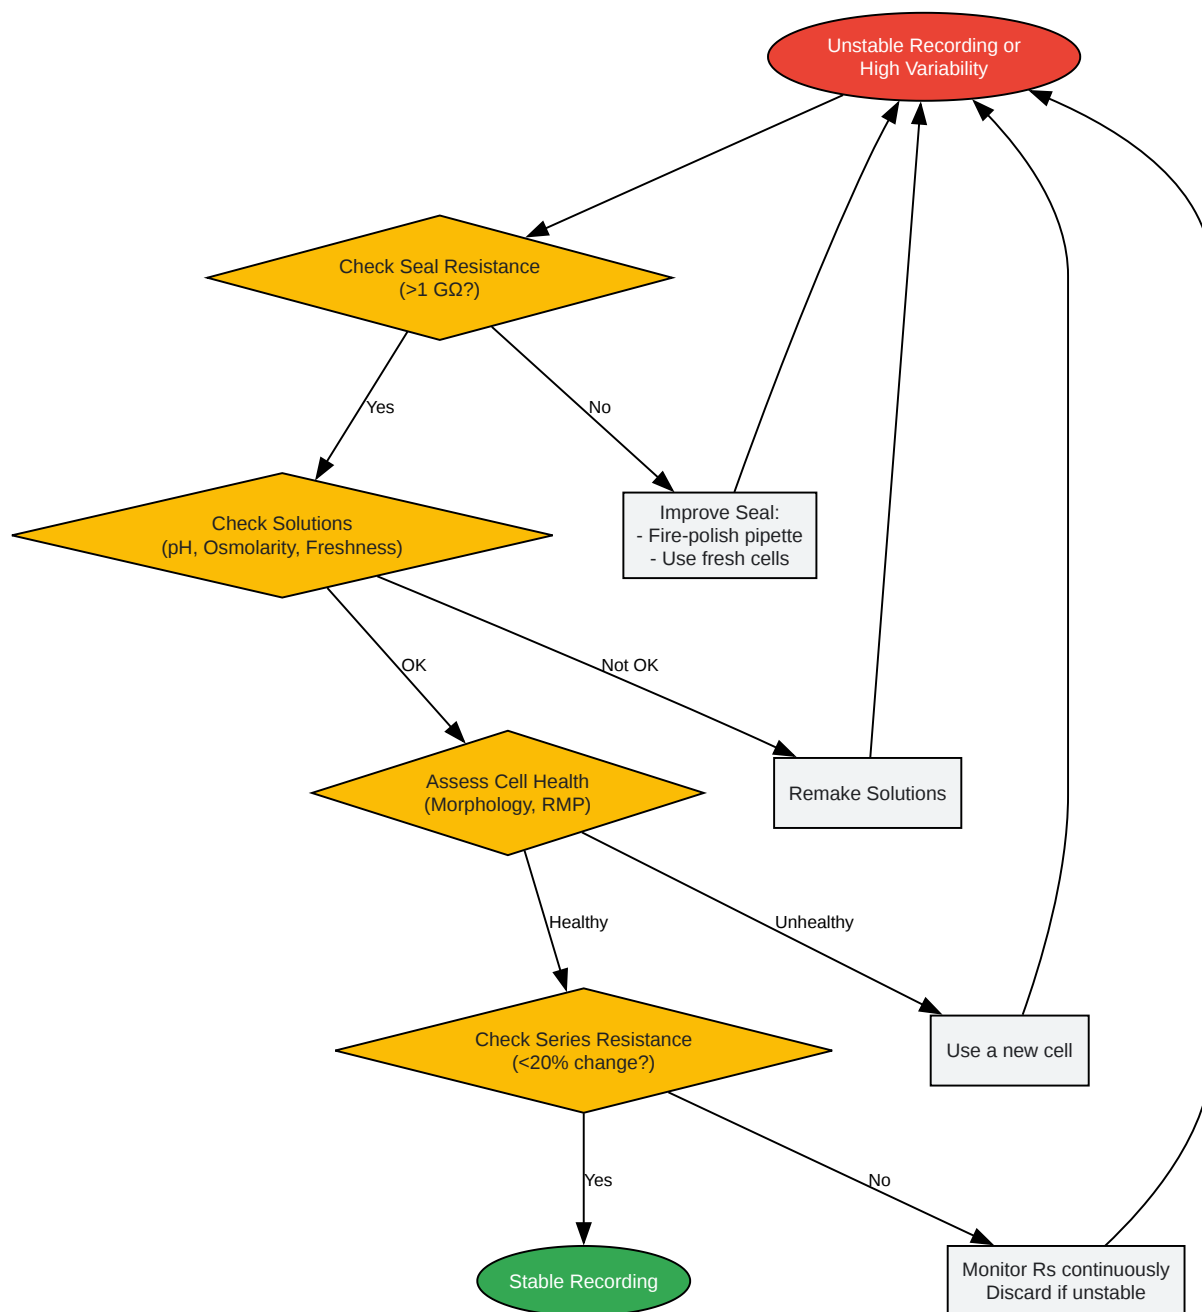 Unstable Recording or
High Variability
Check Seal Resistance
(>1 GΩ?)
Yes
No
Improve Seal:
- Fire-polish pipette
- Use fresh cells
Check Solutions
(pH, Osmolarity, Freshness)
OK
Not OK
Assess Cell Health
(Morphology, RMP)
Remake Solutions
Healthy
Unhealthy
Check Series Resistance
(<20% change?)
Use a new cell
Yes
No
Stable Recording
Monitor Rs continuously
Discard if unstable